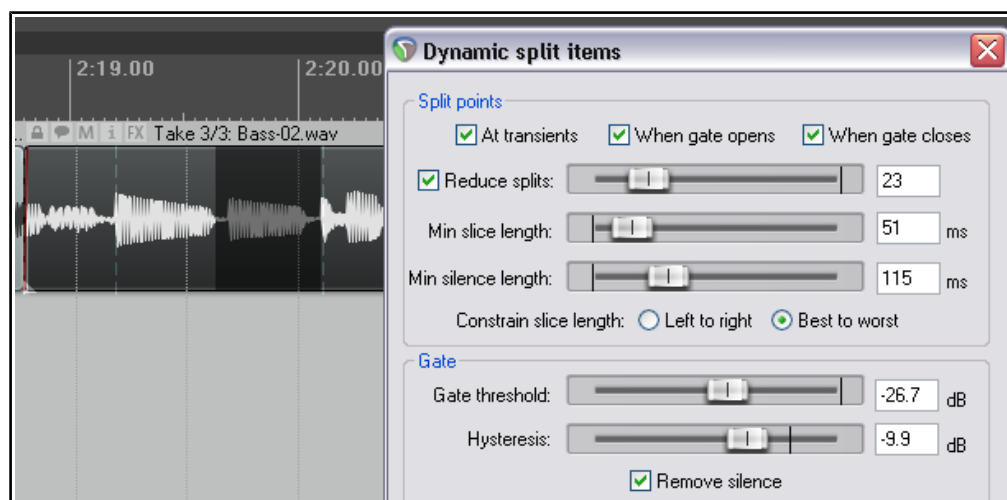 2:19.00 2:20.00
M i FX Take 3/3: Bass-02.wav
Dynamic split items
Split points
At transients When gate opens When gate closes
Reduce splits: 23
Min slice length: 51 ms
Min silence length: 115 ms
Constrain slice length: Left to right Best to worst
Gate
Gate threshold: -26.7 dB
Hysteresis: -9.9 dB
Remove silence